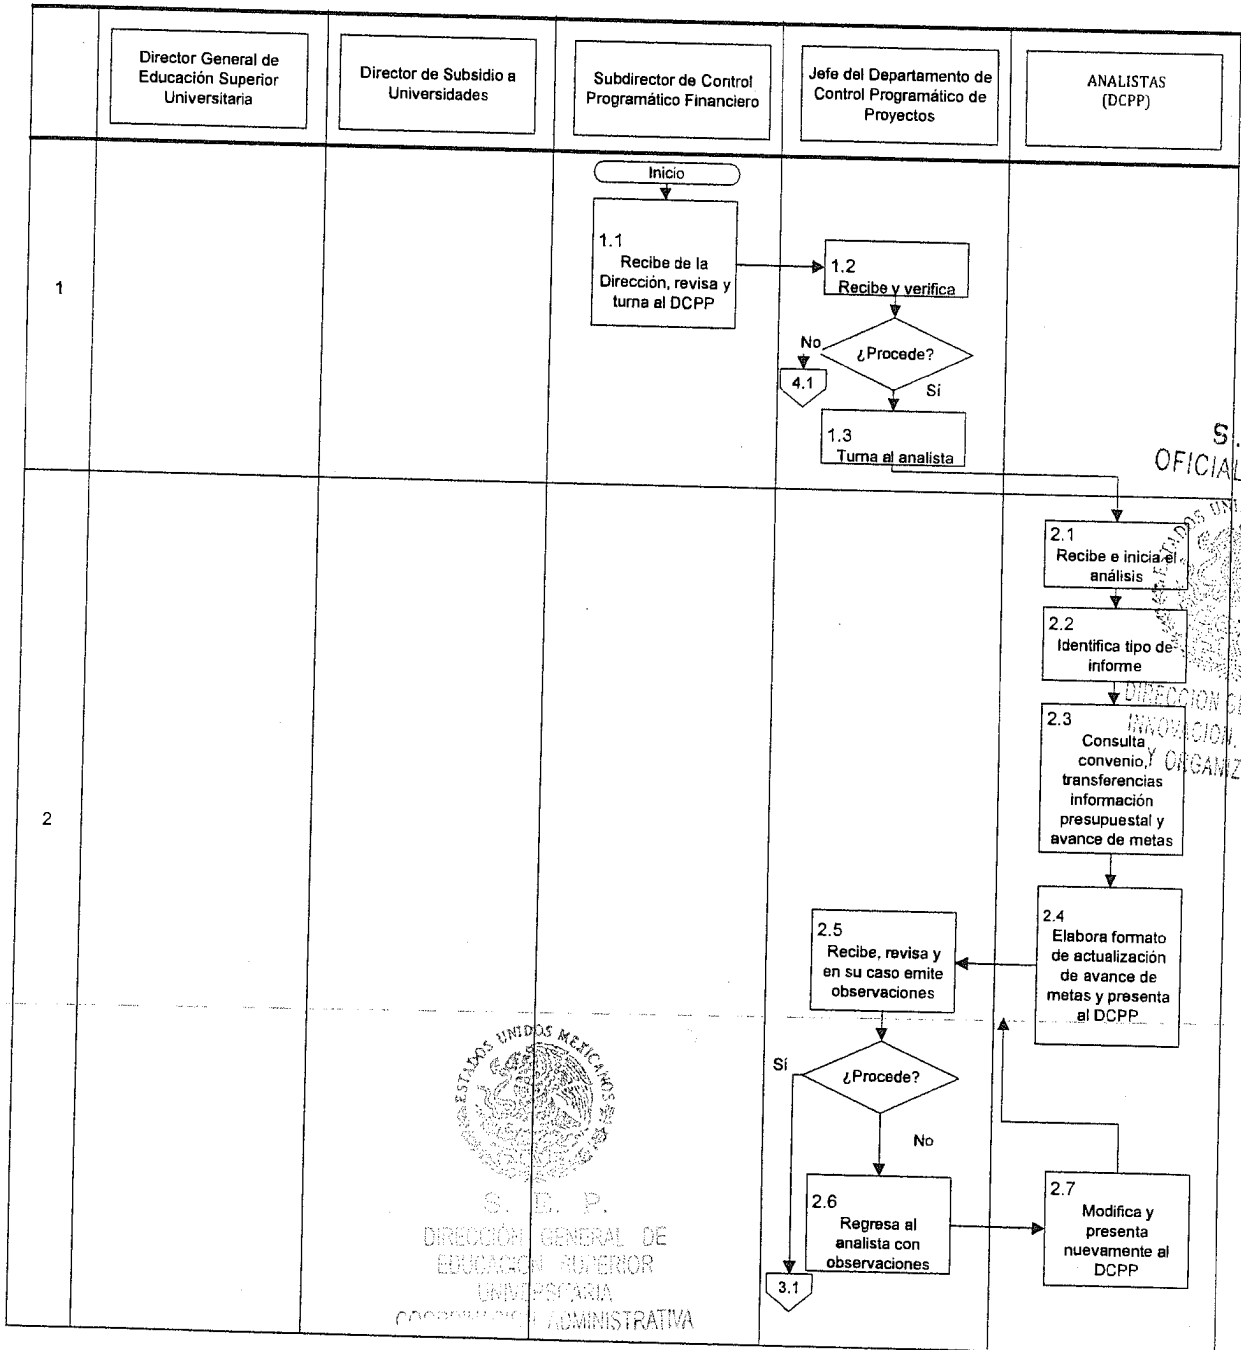 Director General de
Educación Superior
Universitaria
Director de Subsidio a
Universidades
Subdirector de Control
Programático Financiero
Jefe del Departamento de
Control Programático de
Proyectos
ANALISTAS
(DCPP)
1
Inicio
1.1
Recibe de la
Dirección, revisa y
turna al DCPP
1.2
Recibe y verifica
¿Procede?
No
4.1
Sí
1.3
Turna al analista
S.
OFICIAL
2
2.1
Recibe e inicia el
análisis
2.2
Identifica tipo de
informe
DIRECCION GE
INNOVACION,
Y ORGANIZ
2.3
Consulta
convenio,
transferencias
información
presupuestal y
avance de metas
2.4
Elabora formato
de actualización
de avance de
metas y presenta
al DCPP
2.5
Recibe, revisa y
en su caso emite
observaciones
¿Procede?
Sí
No
2.6
Regresa al
analista con
observaciones
2.7
Modifica y
presenta
nuevamente al
DCPP
3.1
ESTADOS UNIDOS MEXICANOS
S. E. P.
DIRECCIÓN GENERAL DE
EDUCACIÓN SUPERIOR
UNIVERSITARIA
ADMINISTRATIVA